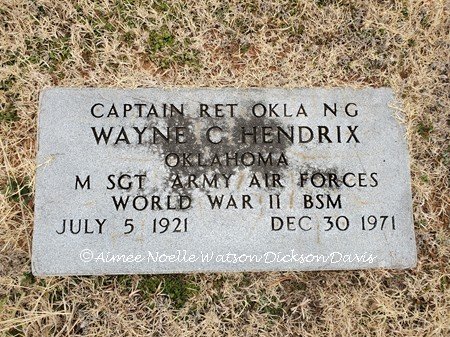 CAPTAIN RET OKLA NG
WAYNE C HENDRIX
OKLAHOMA
M SGT ARMY AIR FORCES
WORLD WAR II BSM
JULY 5 1921 DEC 30 1971
©Aimee Noelle Watson Dickson Davis